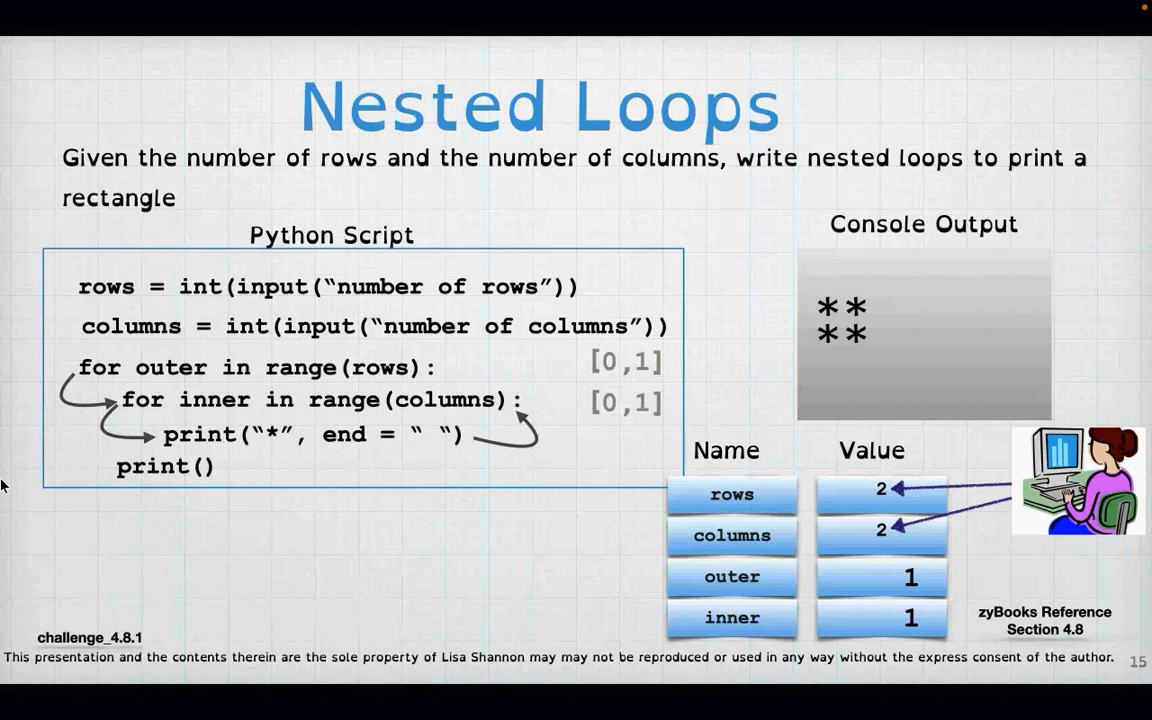 Nested Loops
Given the number of rows and the number of columns, write nested loops to print a
rectangle
Python Script
rows = int(input(“number of rows”))
columns = int(input(“number of columns”))
for outer in range(rows):
[0,1]
for inner in range(columns):
[0,1]
print(“*”, end = “ “)
print()
Console Output
**
**
Name Value
rows 2
columns 2
outer 1
inner 1
zyBooks Reference
Section 4.8
challenge_4.8.1
This presentation and the contents therein are the sole property of Lisa Shannon may may not be reproduced or used in any way without the express consent of the author.
15